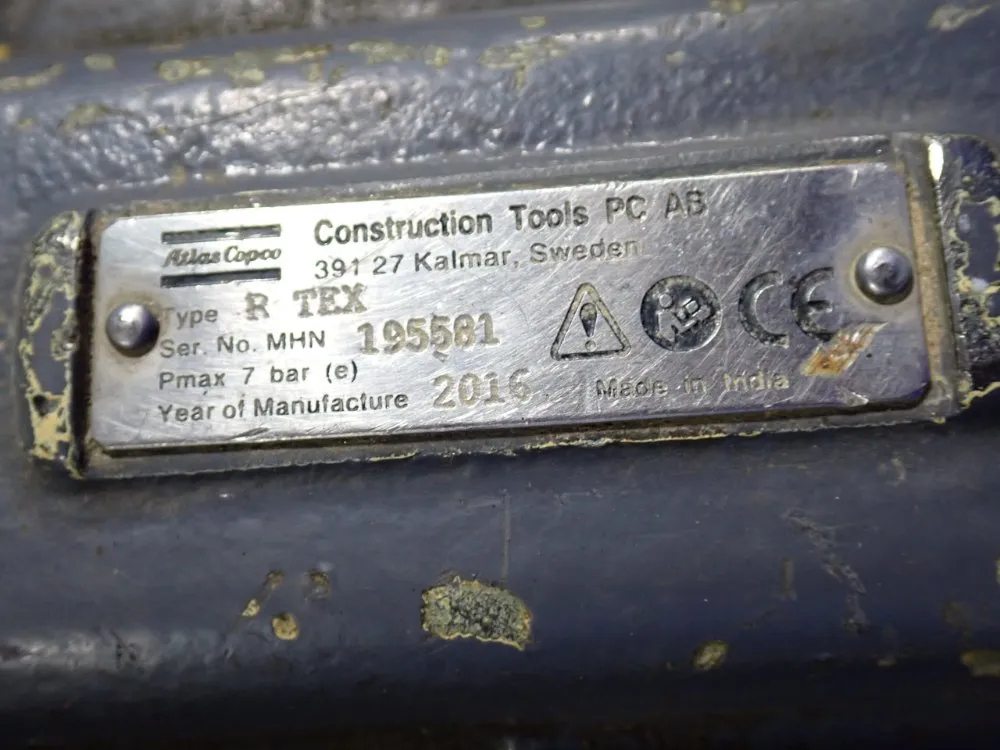 Atlas Copco
Construction Tools PC AB
391 27 Kalmar, Sweden
Type R TEX
Ser. No. MHN 195581
Pmax 7 bar (e)
Year of Manufacture 2016
CE
Made in India